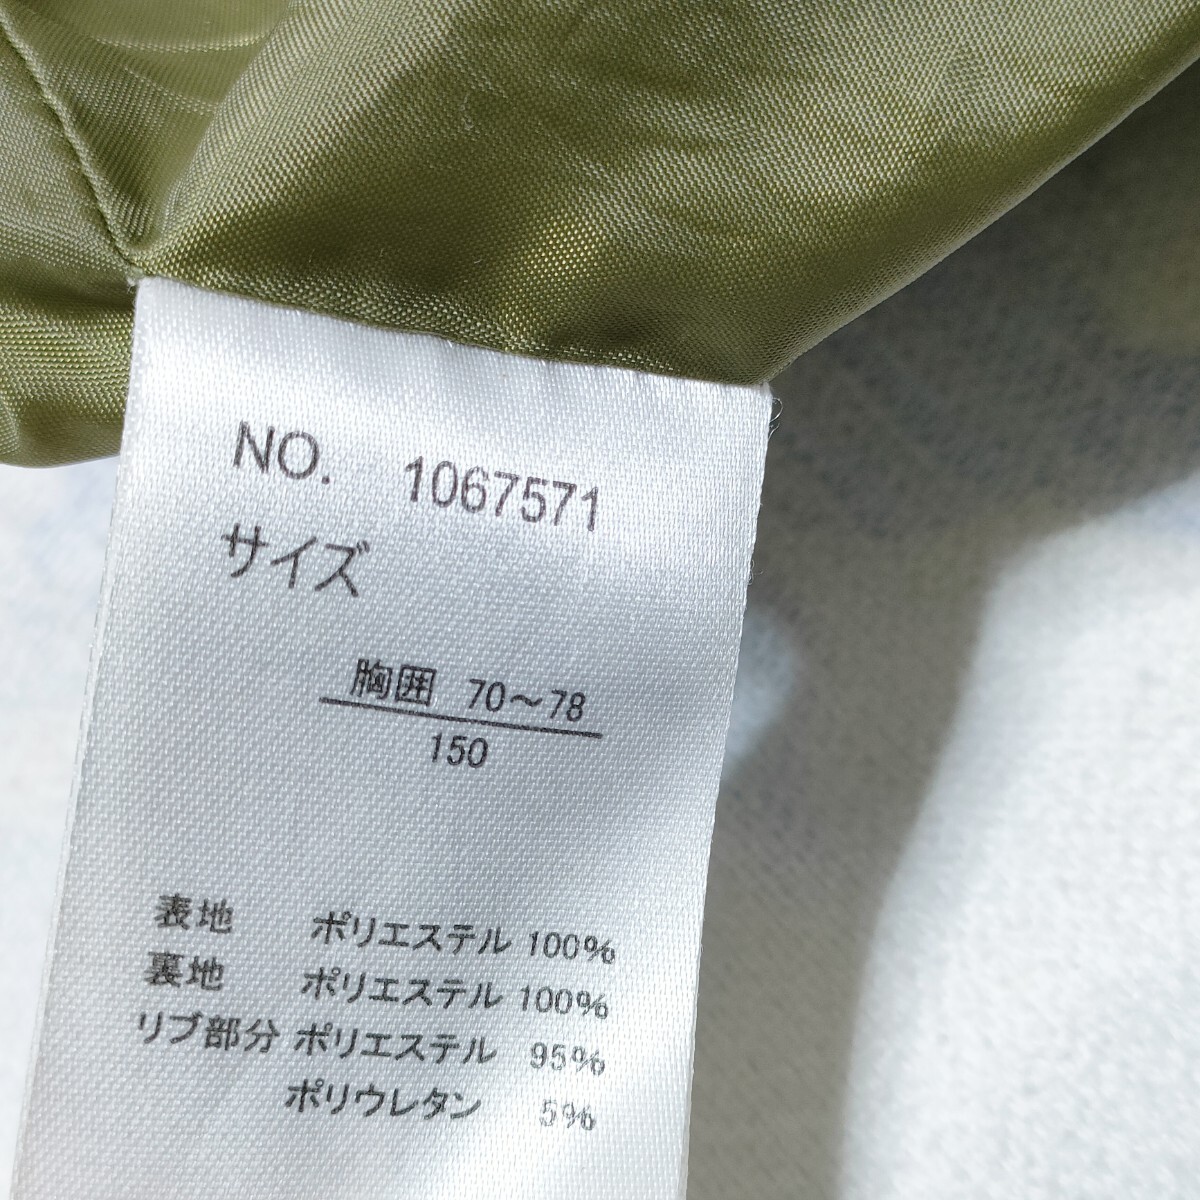 NO. 1067571
サイズ
胸囲 70～78
150
表地 ポリエステル 100%
裏地 ポリエステル 100%
リブ部分 ポリエステル 95%
ポリウレタン 5%